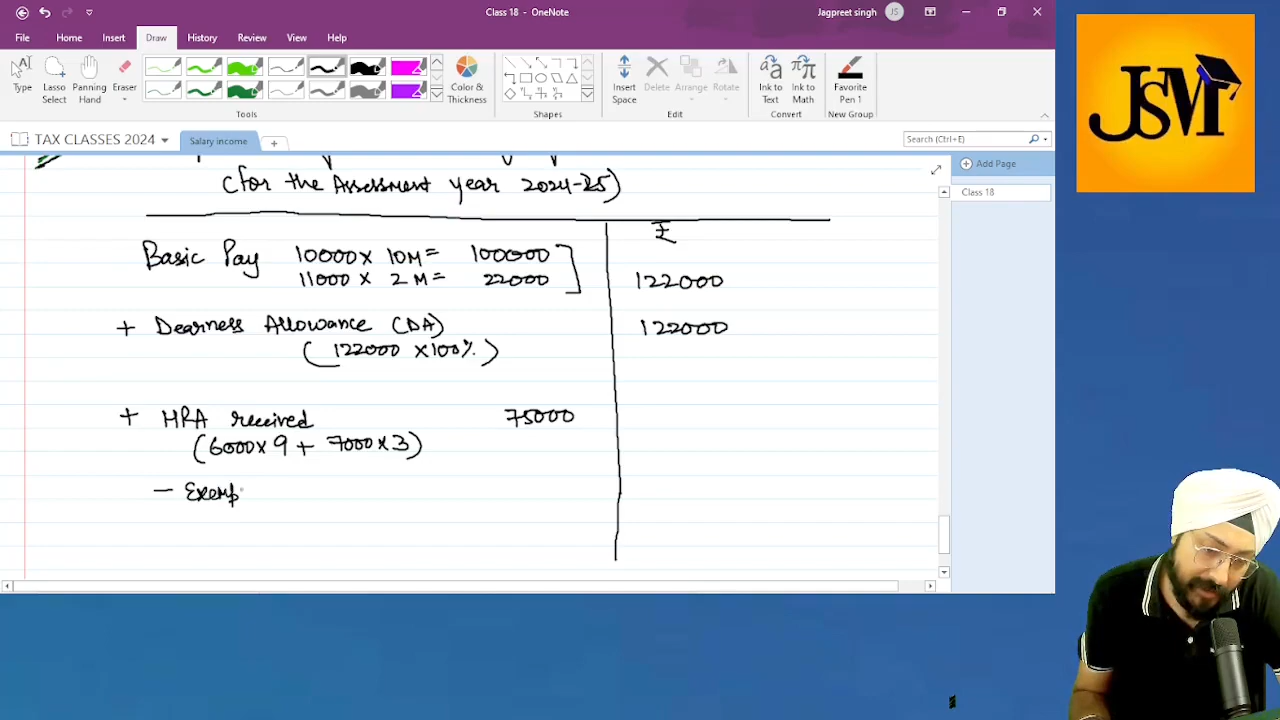 Class 18 - OneNote
Jagpreet singh JS
File Home Insert Draw History Review View Help
Type Lasso Select Panning Hand Eraser Color & Thickness Insert Space Delete Arrange Rotate Ink to Text Ink to Math Favorite Pen 1
Tools Shapes Edit Convert New Group
TAX CLASSES 2024 Salary income + Search (Ctrl+E)
Add Page
Class 18
(for the Assessment year 2024-25)
₹
Basic Pay 10000 x 10M = 100000
11000 x 2 M = 22000 122000
+ Dearness Allowance (DA) 122000
(122000 x100%)
+ HRA received 75000
(6000x 9 + 7000 x 3)
- Exemp
JSM